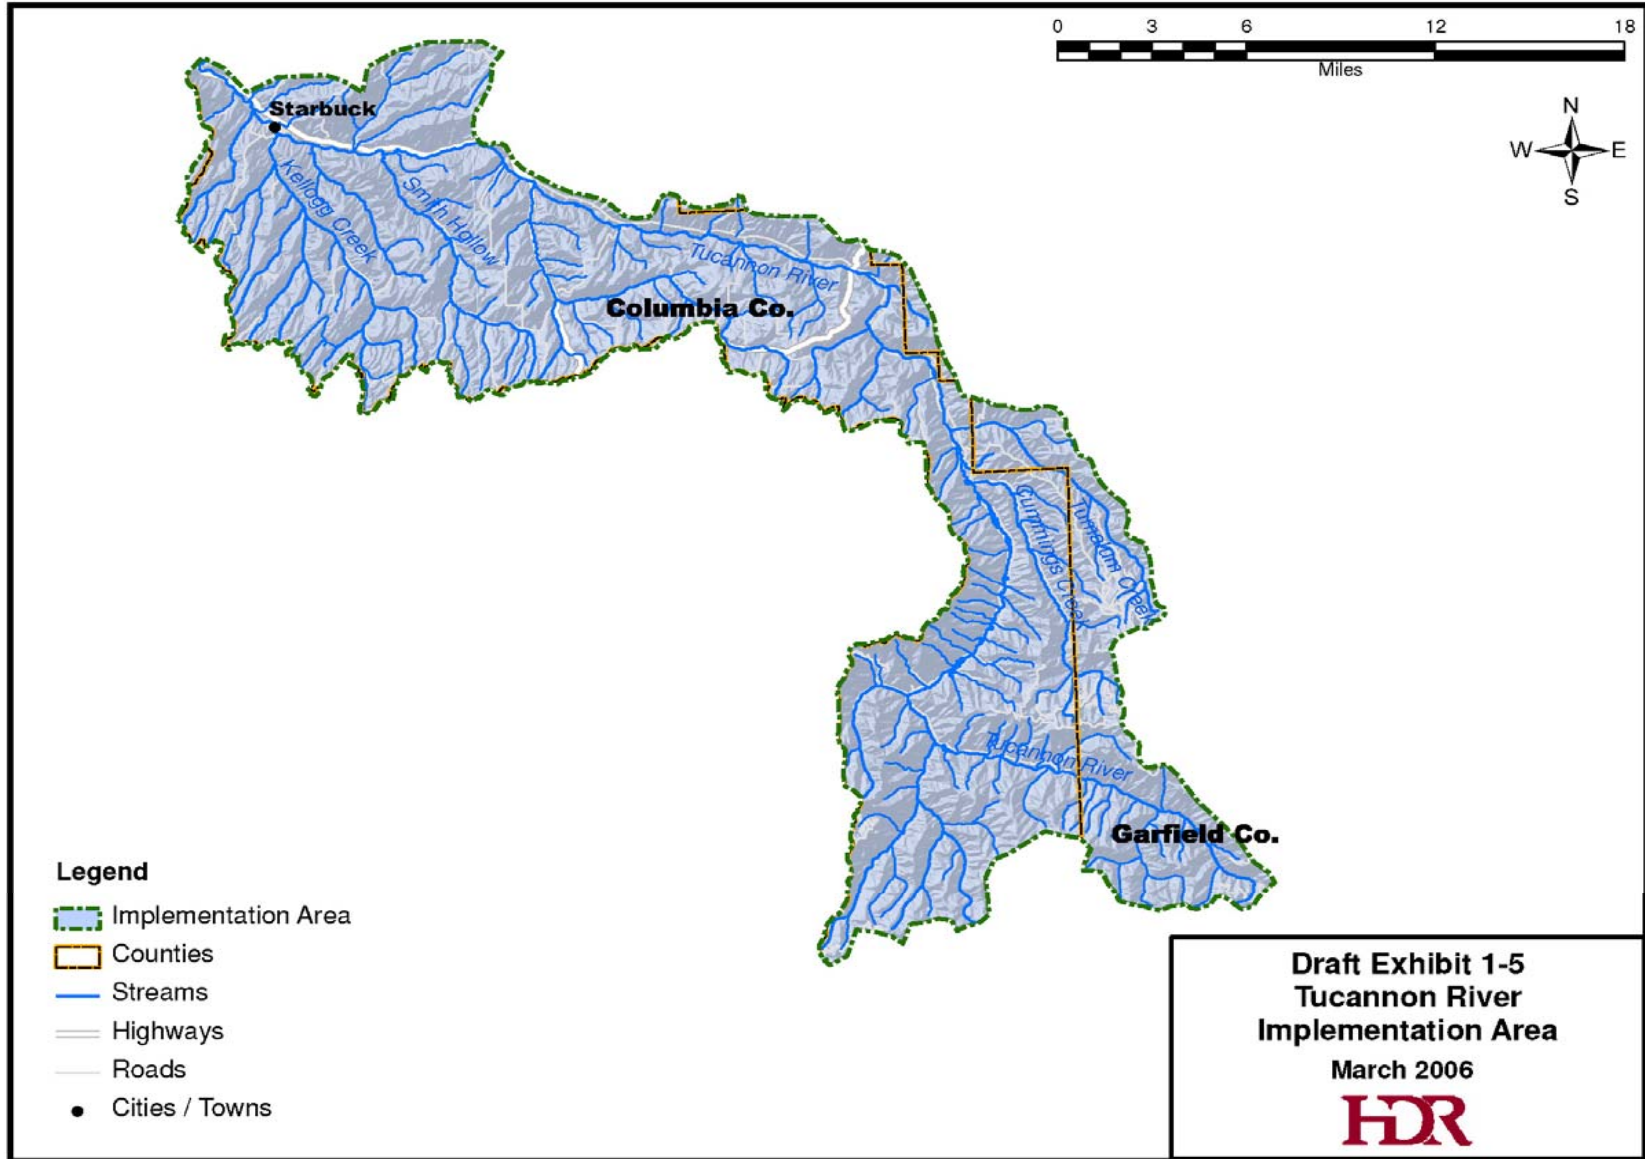 0 3 6 12 18
Miles
N
W E
S
Starbuck
Kellogg Creek
Smith Hollow
Tucannon River
Columbia Co.
Cummings Creek
Tumalum Creek
Tucannon River
Garfield Co.
Legend
Implementation Area
Counties
Streams
Highways
Roads
Cities / Towns
Draft Exhibit 1-5
Tucannon River
Implementation Area
March 2006
HDR